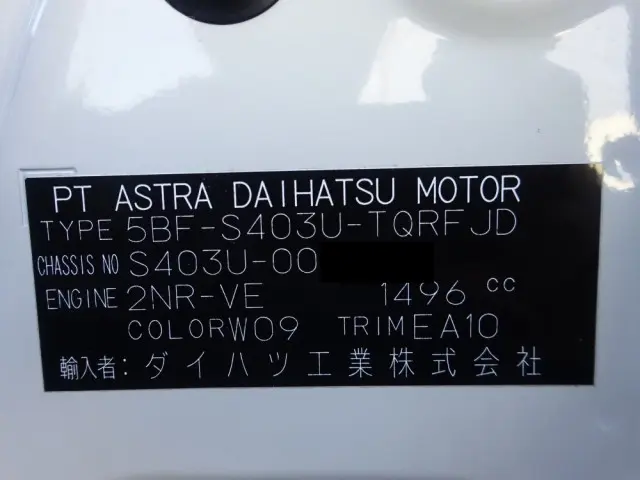 PT ASTRA DAIHATSU MOTOR
TYPE 5BF-S403U-TQRFJD
CHASSIS NO S403U-00
ENGINE 2NR-VE 1496 cc
COLOR W09 TRIM EA10
輸入者:ダイハツ工業株式会社